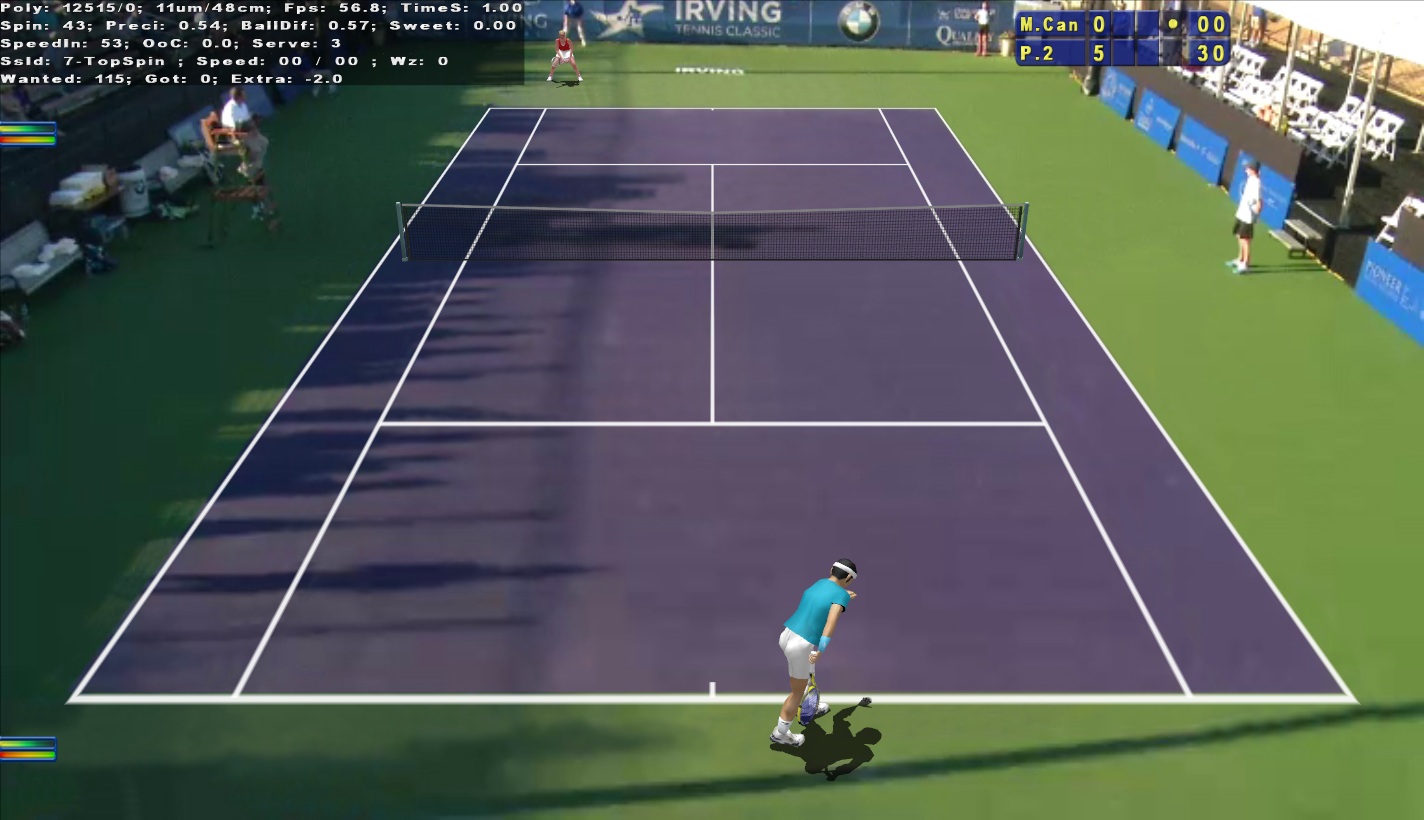 Poly: 12515/0; 11um/48cm; Fps: 56.8; TimeS: 1.00
Spin: 43; Preci: 0.54; BallDif: 0.57; Sweet: 0.00
SpeedIn: 53; OoC: 0.0; Serve: 3
SsId: 7-TopSpin ; Speed: 00 / 00 ; Wz: 0
Wanted: 115; Got: 0; Extra: -2.0
IRVING
TENNIS CLASSIC
BMW
M.Can 0 00
P.2 5 30
IRVING
PIONEER